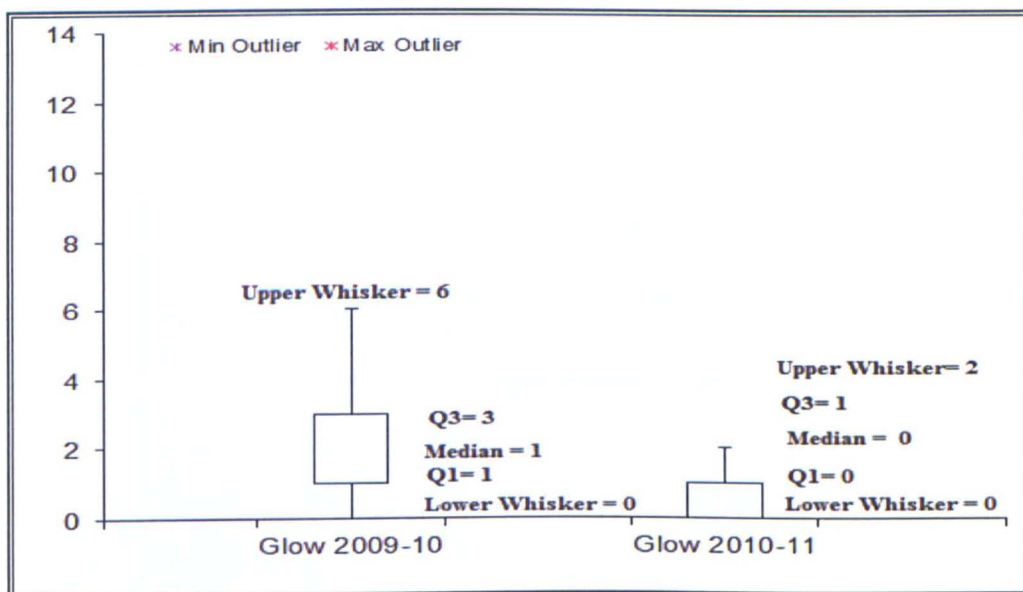 14
× Min Outlier × Max Outlier
12
10
8
Upper Whisker = 6
6
4
Upper Whisker= 2
Q3= 3
Q3= 1
Median = 1
Median = 0
2
Q1= 1
Q1= 0
Lower Whisker = 0
Lower Whisker= 0
0
Glow 2009-10
Glow 2010-11